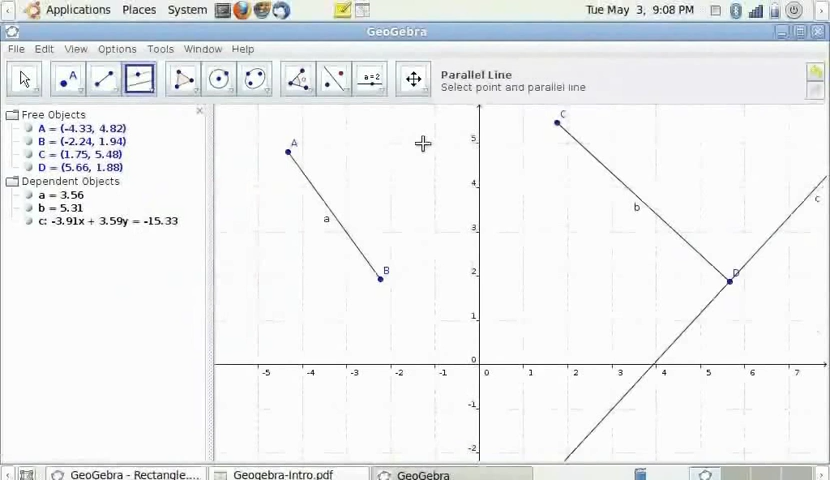 Applications Places System Tue May 3, 9:08 PM
GeoGebra
File Edit View Options Tools Window Help
A a=2
Parallel Line
Select point and parallel line
Free Objects
A = (-4.33, 4.82)
B = (-2.24, 1.94)
C = (1.75, 5.48)
D = (5.66, 1.88)
Dependent Objects
a = 3.56
b = 5.31
c: -3.91x + 3.59y = -15.33
A
a
B
C
b
D
c
5
4
3
2
1
0
-1
-2
-5 -4 -3 -2 -1 0 1 2 3 4 5 6 7
GeoGebra - Rectangle.... Geogebra-Intro.pdf GeoGebra